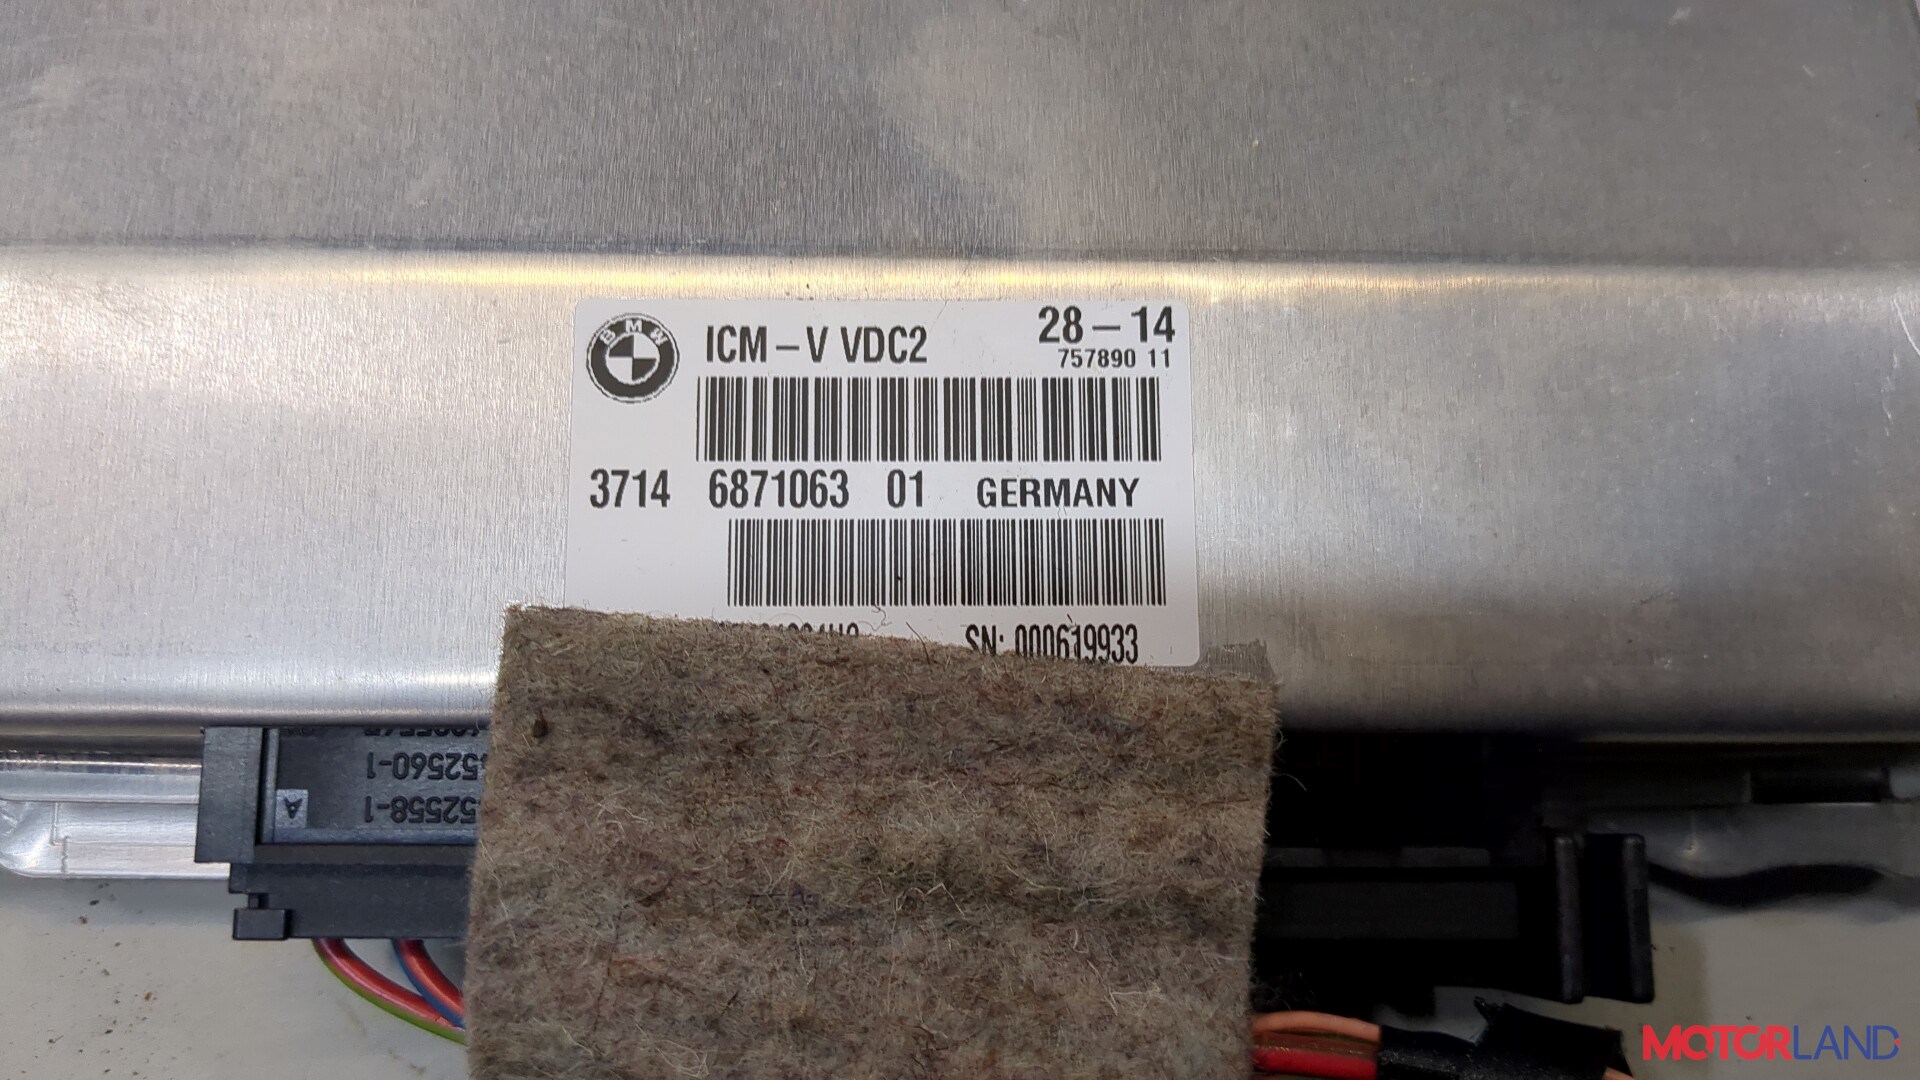 BMW
ICM – V VDC2
28 – 14
757890 11
3714 6871063 01 GERMANY
SN: 000619933
52560-1
52558-1
A
MOTORLAND